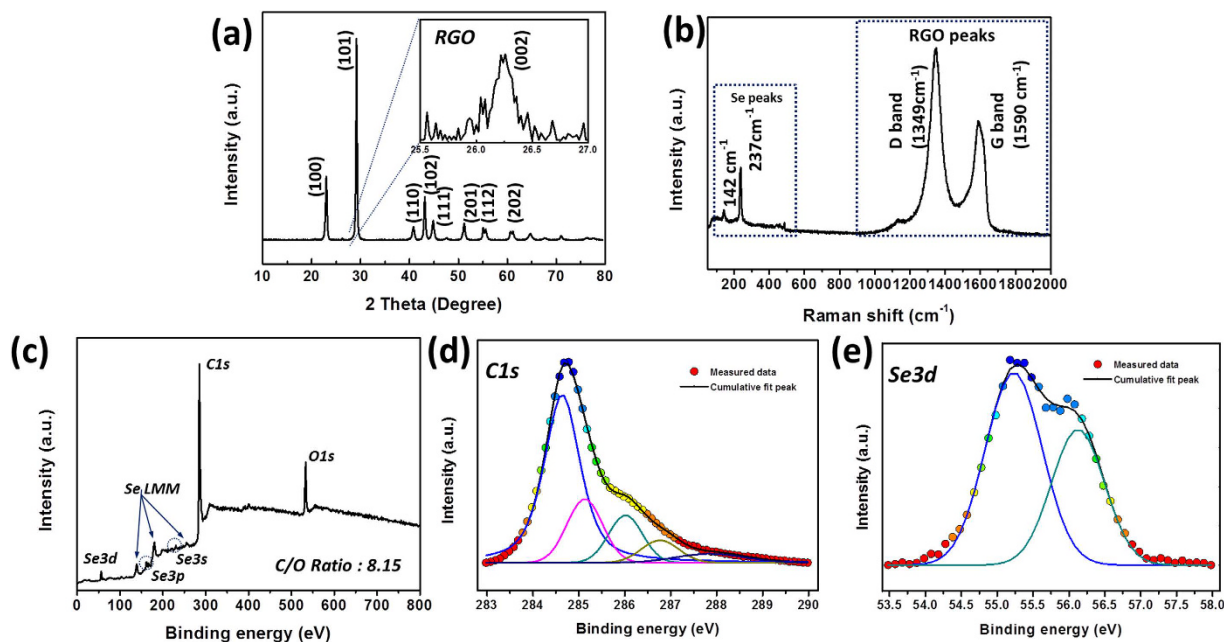 (a)
RGO
(002)
25.5 26.0 26.2 26.4 26.6 27.0
(101)
(100)
(110)
(102)
(111)
(201)
(112)
(202)
Intensity (a.u.)
10 20 30 40 50 60 70 80
2 Theta (Degree)
(b)
RGO peaks
Se peaks
142 cm-1
237cm-1
D band
(1349cm-1)
G band
(1590 cm-1)
Intensity (a.u.)
200 400 600 800 1000 1200 1400 1600 1800 2000
Raman shift (cm-1)
(c)
C1s
O1s
Se LMM
Se3d
Se3p
Se3s
C/O Ratio : 8.15
Intensity (a.u.)
0 100 200 300 400 500 600 700 800
Binding energy (eV)
(d)
C1s
Measured data
Cumulative fit peak
Intensity (a.u.)
283 284 285 286 287 288 289 290
Binding energy (eV)
(e)
Se3d
Measured data
Cumulative fit peak
Intensity (a.u.)
53.5 54.0 54.5 55.0 55.5 56.0 56.5 57.0 57.5 58.0
Binding energy (eV)